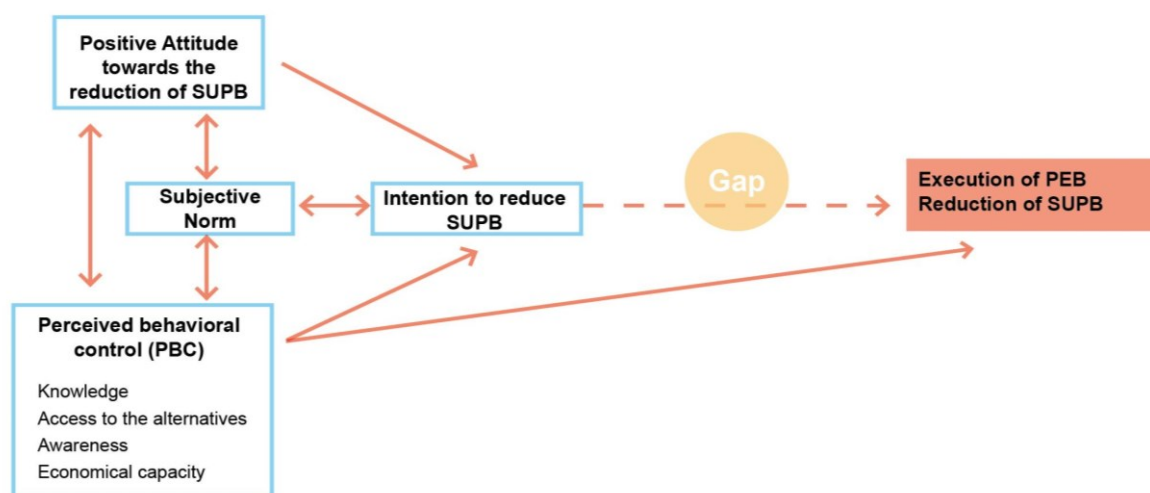 Positive Attitude
towards the
reduction of SUPB
Subjective
Norm
Intention to reduce
SUPB
Gap
Execution of PEB
Reduction of SUPB
Perceived behavioral
control (PBC)
Knowledge
Access to the alternatives
Awareness
Economical capacity